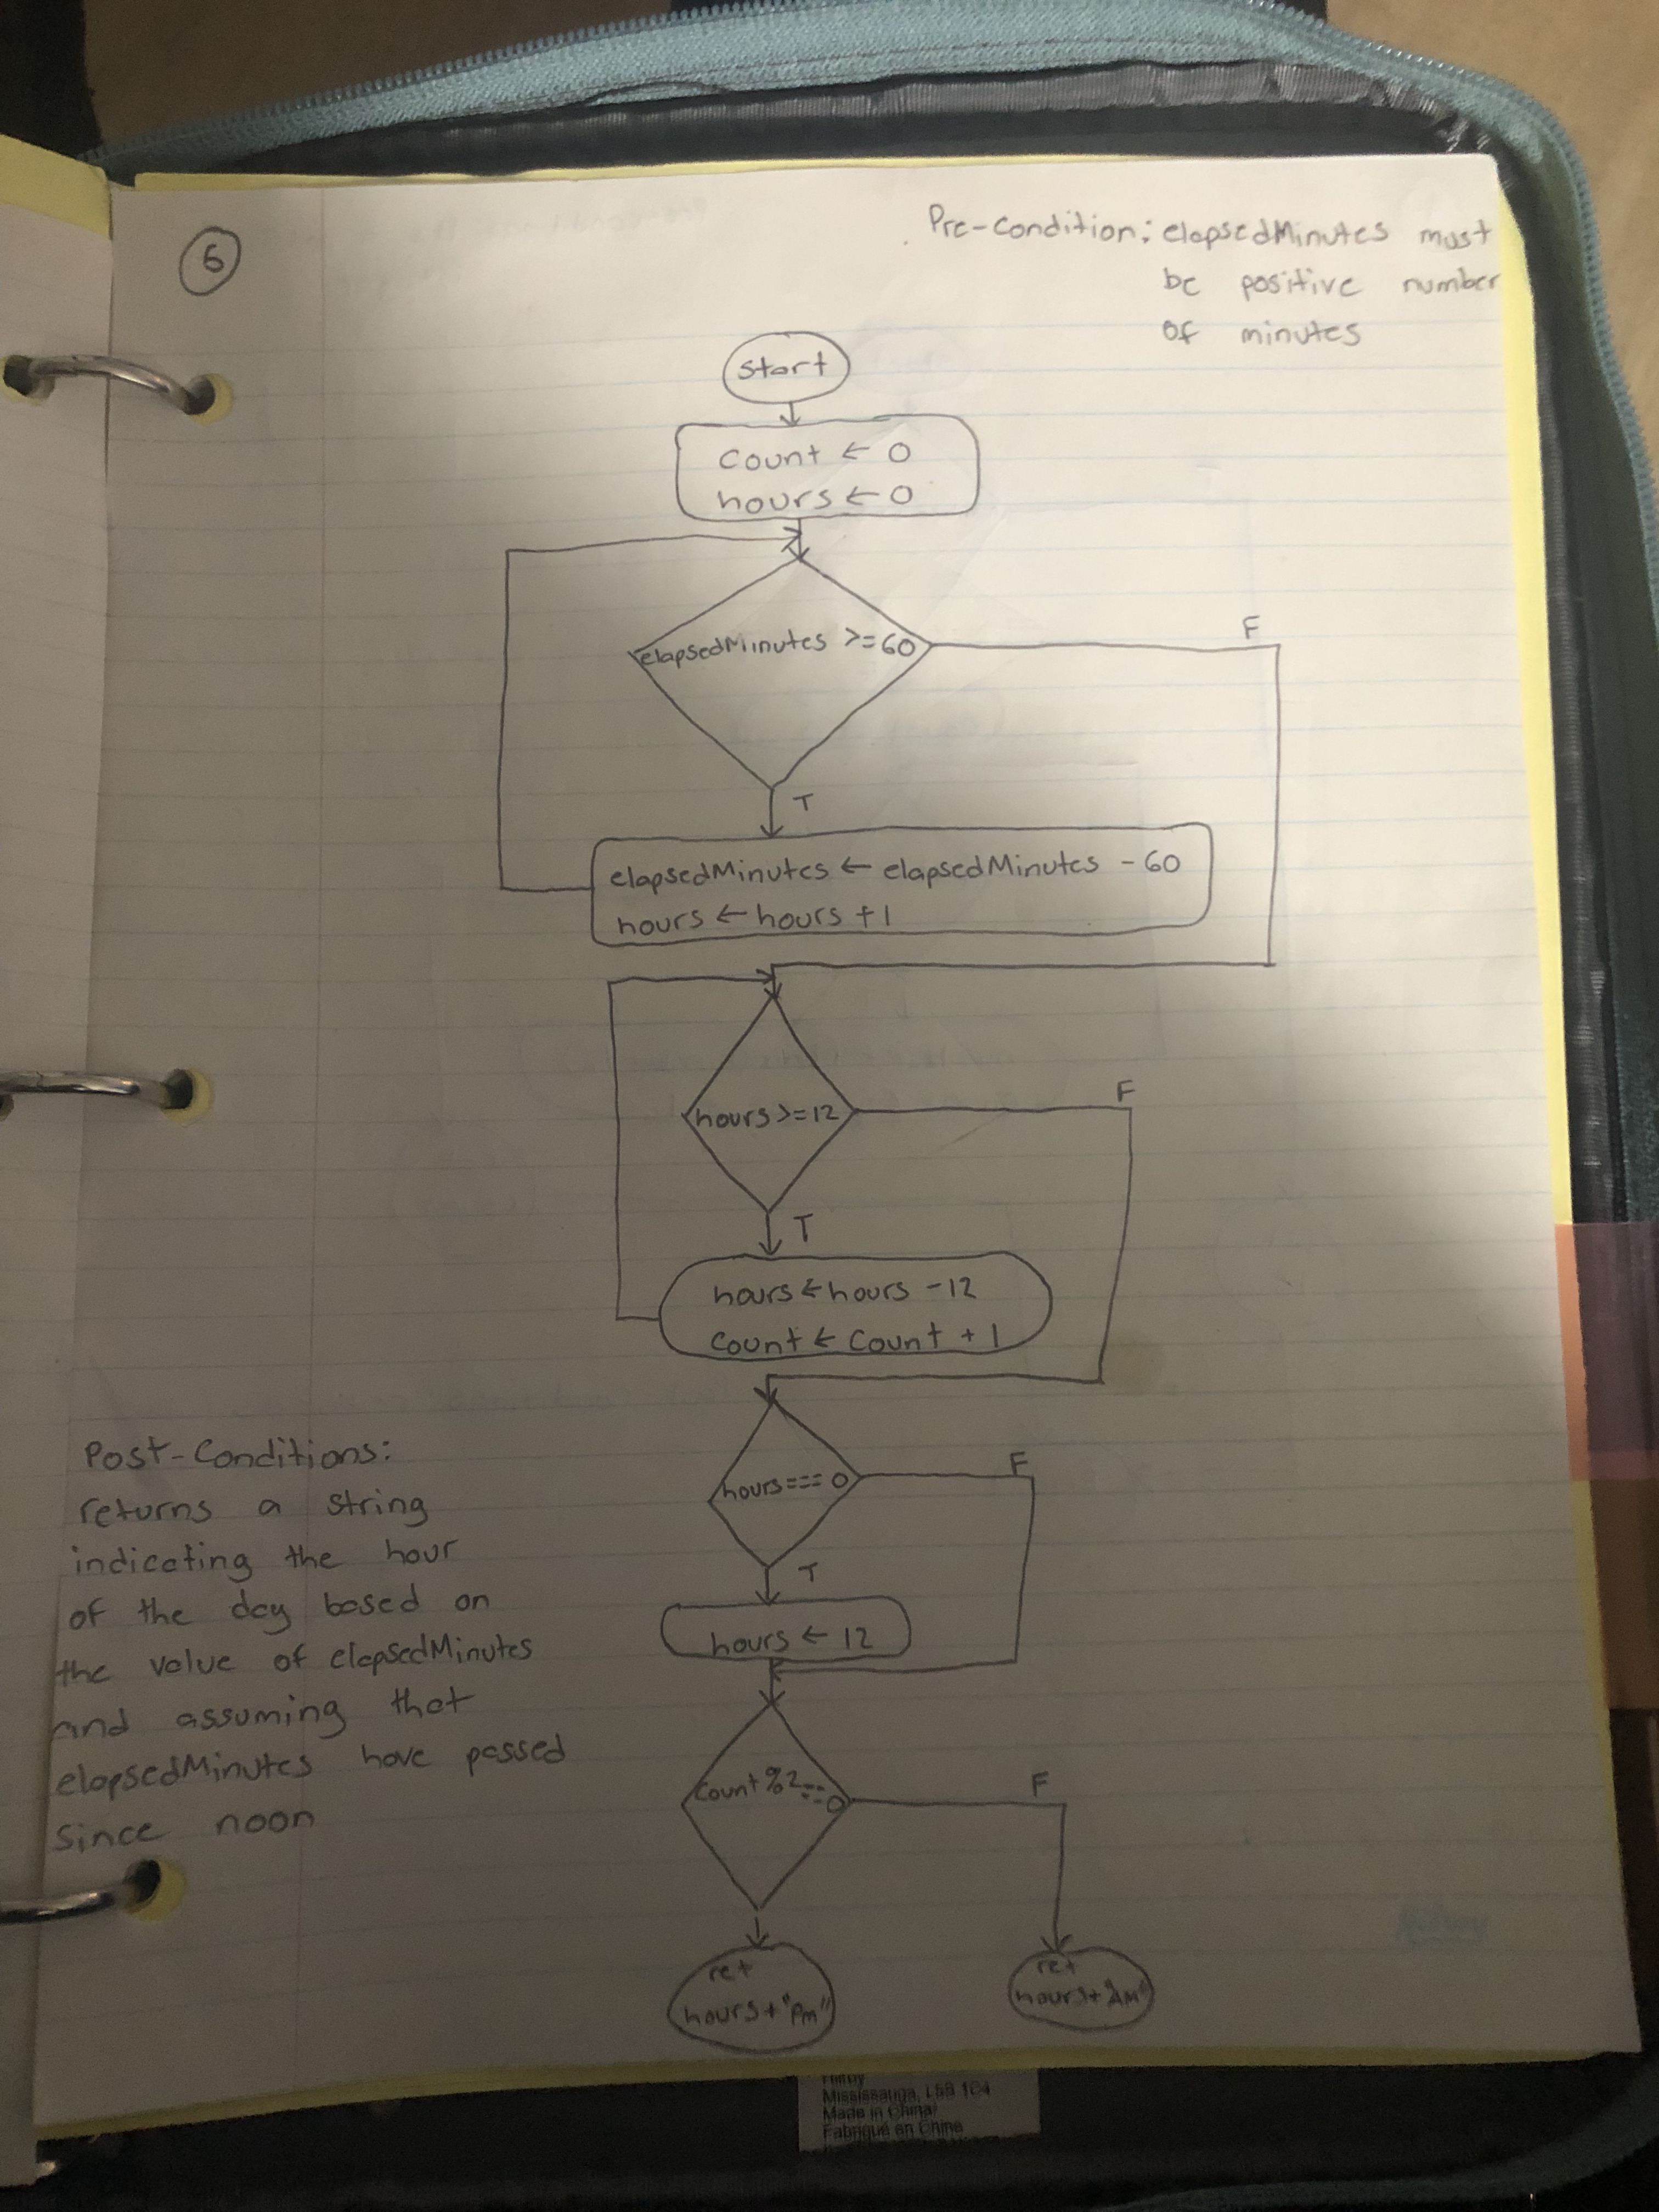 6
Pre-condition: elapsedMinutes must
be positive number
of minutes
start
count ← 0
hours ← 0
elapsedMinutes >=60
F
T
elapsedMinutes ← elapsedMinutes - 60
hours ← hours +1
hours >=12
F
T
hours ← hours -12
count ← count + 1
hours === 0
F
T
hours ← 12
Post-Conditions:
returns a string
indicating the hour
of the day based on
the value of elapsedMinutes
and assuming that
elapsedMinutes have passed
since noon
count %2 ==
0
F
ret
hours+"Pm"
ret
hours+"AM"
Hilroy
Mississauga, L5B 1B4
Made in China
Fabriqué en Chine